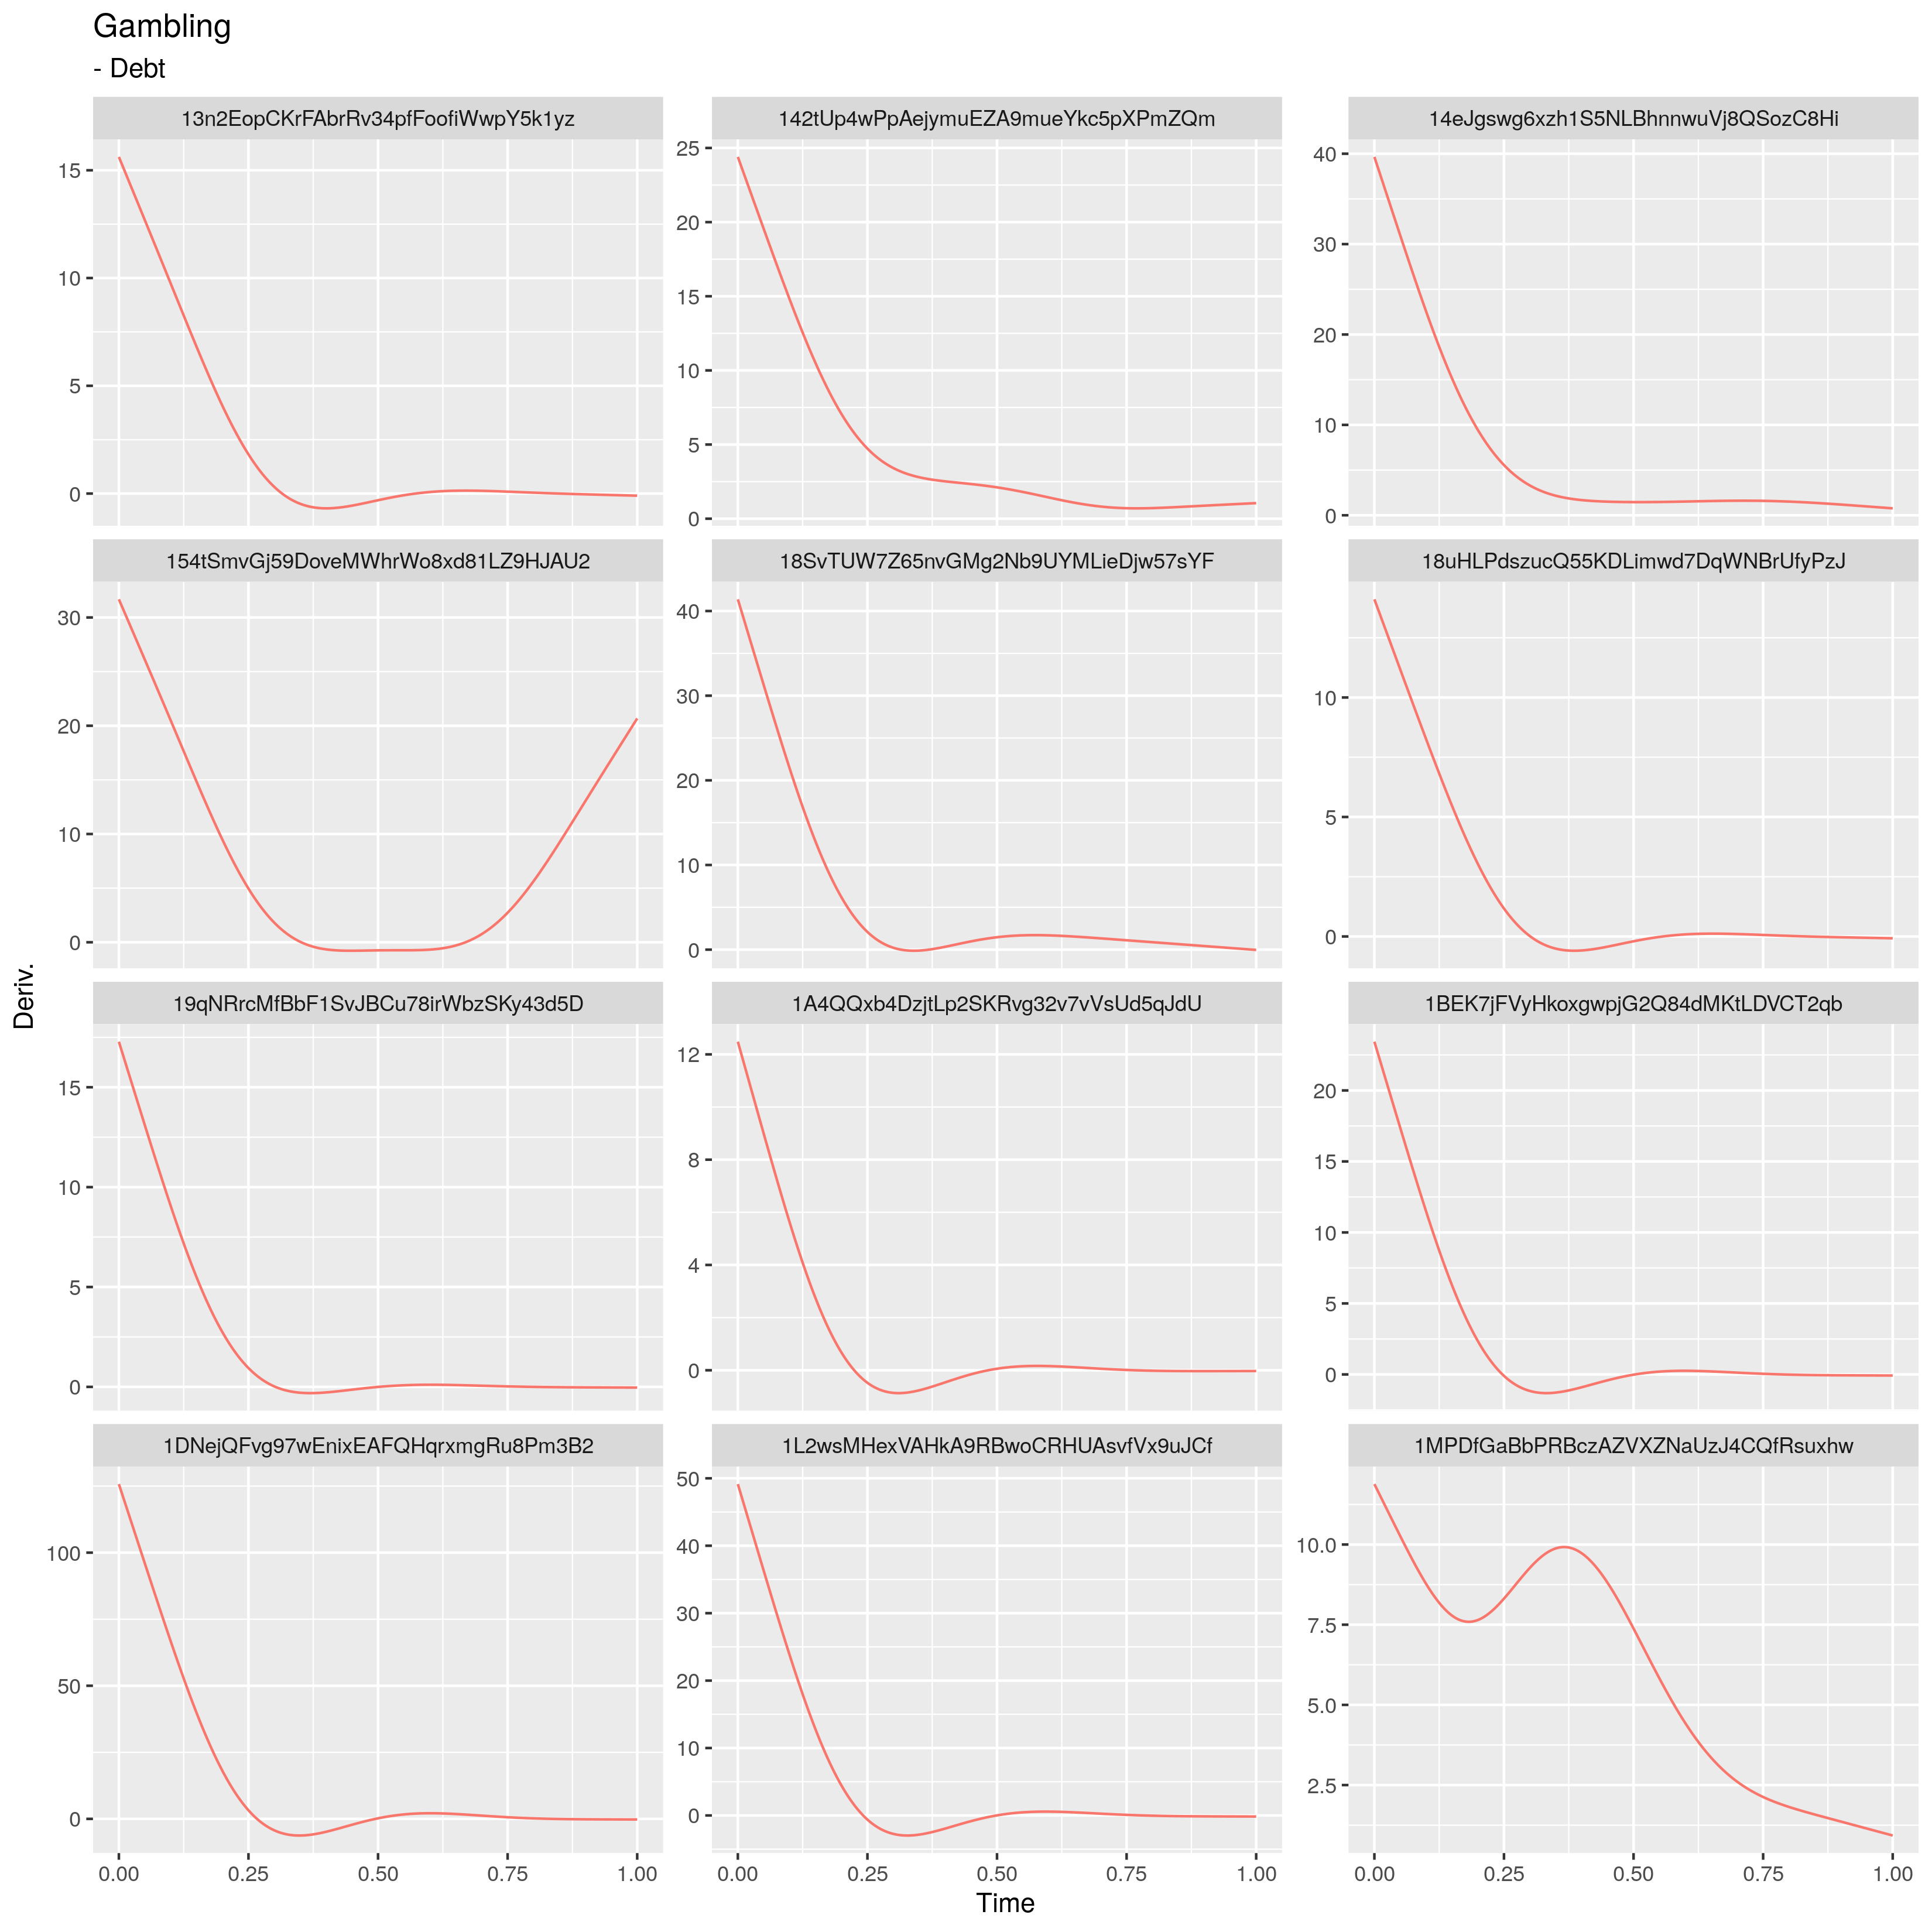 Gambling
- Debt
13n2EopCKrFAbrRv34pfFoofiWwpY5k1yz
142tUp4wPpAejymuEZA9mueYkc5pXPmZQm
14eJgswg6xzh1S5NLBhnnwuVj8QSozC8Hi
15
10
5
0
25
20
15
10
5
0
40
30
20
10
0
154tSmvGj59DoveMWhrWo8xd81LZ9HJAU2
18SvTUW7Z65nvGMg2Nb9UYMLieDjw57sYF
18uHLPdszucQ55KDLimwd7DqWNBrUfyPzJ
30
20
10
0
40
30
20
10
0
10
5
0
Deriv.
19qNRrcMfBbF1SvJBCu78irWbzSKy43d5D
1A4QQxb4DzjtLp2SKRvg32v7vVsUd5qJdU
1BEK7jFVyHkoxgwpjG2Q84dMKtLDVCT2qb
15
10
5
0
12
8
4
0
20
15
10
5
0
1DNejQFvg97wEnixEAFQHqrxmgRu8Pm3B2
1L2wsMHexVAHkA9RBwoCRHUAsvfVx9uJCf
1MPDfGaBbPRBczAZVXZNaUzJ4CQfRsuxhw
100
50
0
50
40
30
20
10
0
10.0
7.5
5.0
2.5
0.00 0.25 0.50 0.75 1.00
0.00 0.25 0.50 0.75 1.00
0.00 0.25 0.50 0.75 1.00
Time